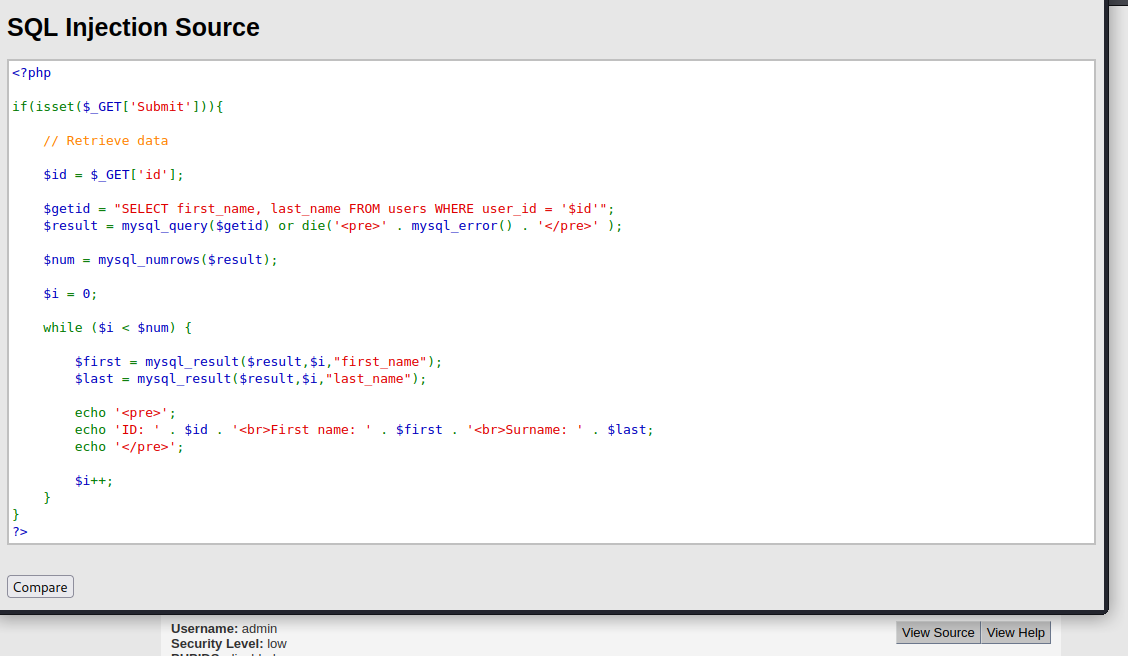 SQL Injection Source
<?php
if(isset($_GET['Submit'])){
// Retrieve data
$id = $_GET['id'];
$getid = "SELECT first_name, last_name FROM users WHERE user_id = '$id'";
$result = mysql_query($getid) or die('<pre>' . mysql_error() . '</pre>' );
$num = mysql_numrows($result);
$i = 0;
while ($i < $num) {
$first = mysql_result($result,$i,"first_name");
$last = mysql_result($result,$i,"last_name");
echo '<pre>';
echo 'ID: ' . $id . '<br>First name: ' . $first . '<br>Surname: ' . $last;
echo '</pre>';
$i++;
}
}
?>
Compare
Username: admin
View Source View Help
Security Level: low